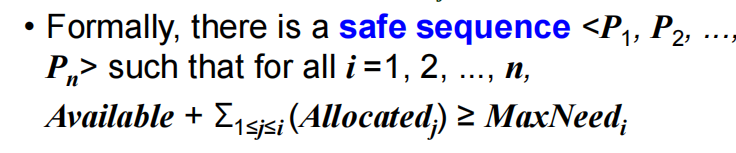 • Formally, there is a safe sequence <P₁, P₂, ...,
Pₙ> such that for all i =1, 2, ..., n,
Available + Σ₁≤ⱼ≤ᵢ (Allocatedⱼ) ≥ MaxNeedᵢ